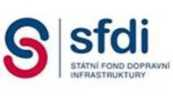 sfdi
STÁTNÍ FOND DOPRAVNÍ
INFRASTRUKTURY